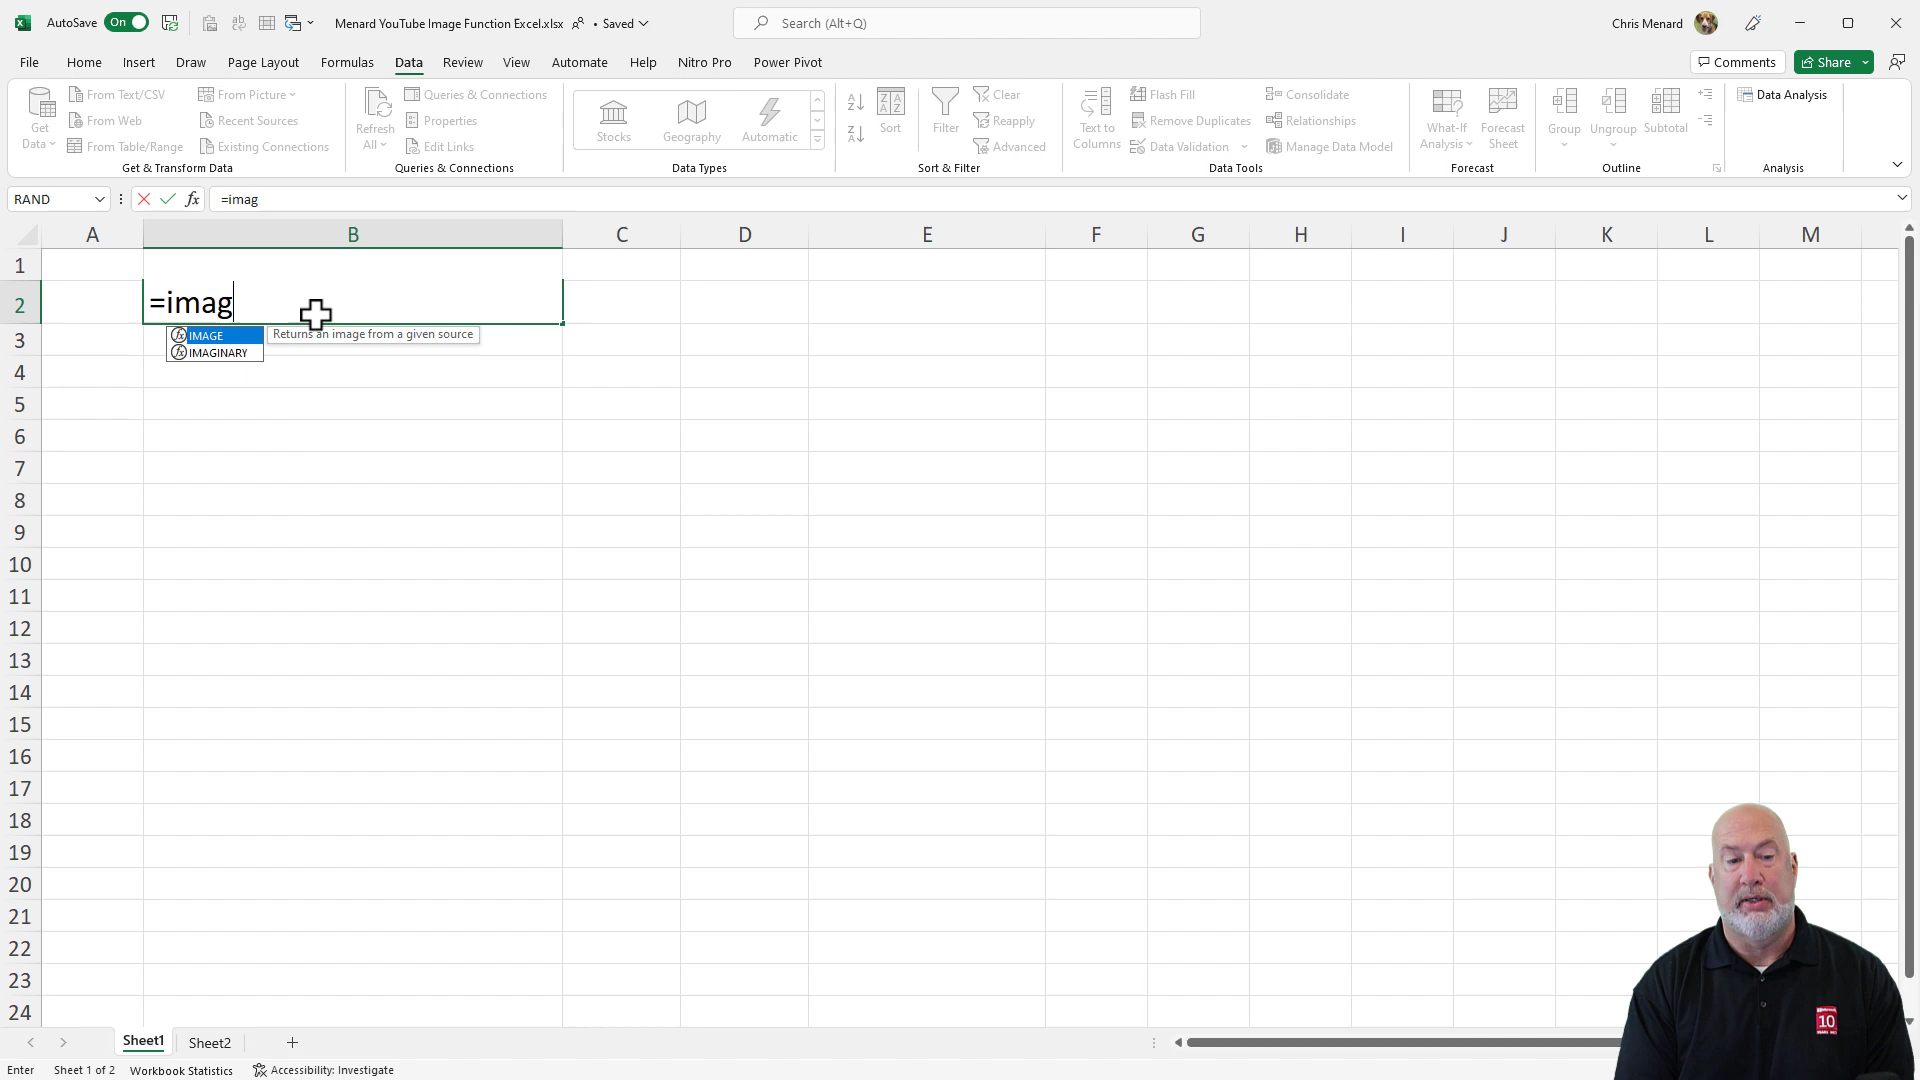 AutoSave On Menard YouTube Image Function Excel.xlsx • Saved Search (Alt+Q) Chris Menard
File Home Insert Draw Page Layout Formulas Data Review View Automate Help Nitro Pro Power Pivot Comments Share
Get Data
From Text/CSV
From Web
From Table/Range
From Picture
Recent Sources
Existing Connections
Get & Transform Data
Refresh All
Queries & Connections
Properties
Edit Links
Queries & Connections
Stocks Geography Automatic
Data Types
Sort
Filter
Clear
Reapply
Advanced
Sort & Filter
Text to Columns
Flash Fill
Remove Duplicates
Data Validation
Consolidate
Relationships
Manage Data Model
Data Tools
What-If Analysis
Forecast Sheet
Forecast
Group Ungroup Subtotal
Outline
Data Analysis
Analysis
RAND fx =imag
A B C D E F G H I J K L M
1
2 =imag
IMAGE Returns an image from a given source
IMAGINARY
3
4
5
6
7
8
9
10
11
12
13
14
15
16
17
18
19
20
21
22
23
24
10
Sheet1 Sheet2
Enter Sheet 1 of 2 Workbook Statistics Accessibility: Investigate